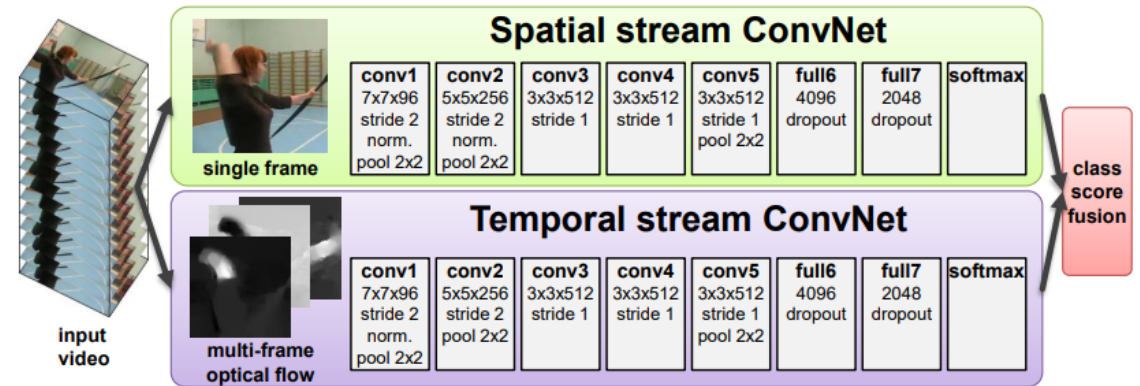 Spatial stream ConvNet
conv1
7x7x96
stride 2
norm.
pool 2x2
conv2
5x5x256
stride 2
norm.
pool 2x2
conv3
3x3x512
stride 1
conv4
3x3x512
stride 1
conv5
3x3x512
stride 1
pool 2x2
full6
4096
dropout
full7
2048
dropout
softmax
single frame
Temporal stream ConvNet
conv1
7x7x96
stride 2
norm.
pool 2x2
conv2
5x5x256
stride 2
pool 2x2
conv3
3x3x512
stride 1
conv4
3x3x512
stride 1
conv5
3x3x512
stride 1
pool 2x2
full6
4096
dropout
full7
2048
dropout
softmax
multi-frame
optical flow
input
video
class
score
fusion